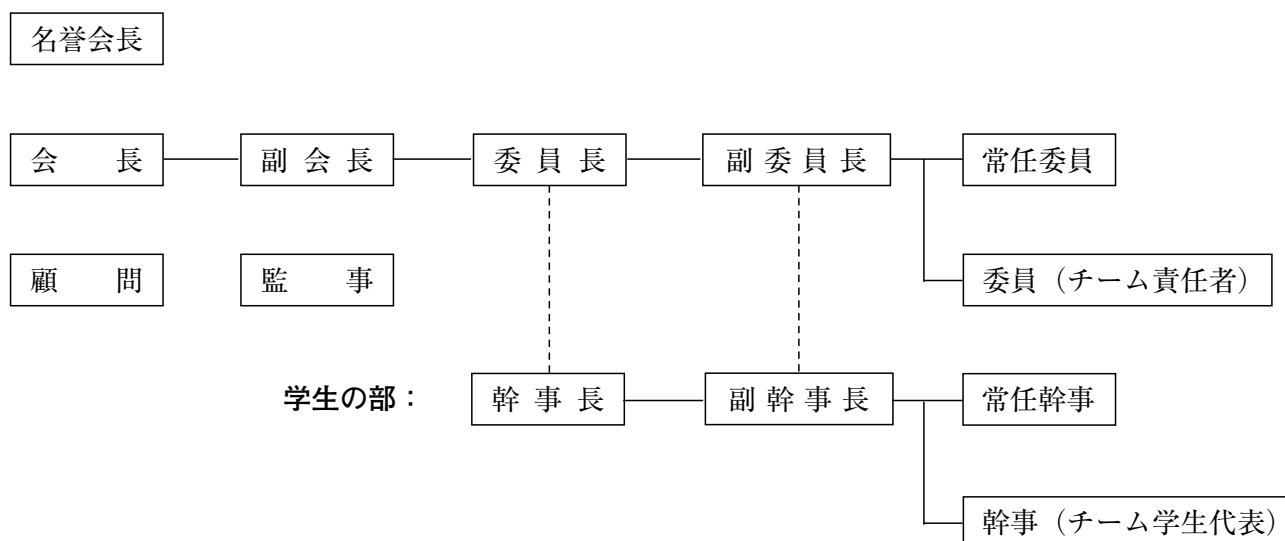 名誉会長
会長
副会長
委員長
副委員長
常任委員
顧問
監事
委員（チーム責任者）
学生の部：
幹事長
副幹事長
常任幹事
幹事（チーム学生代表）